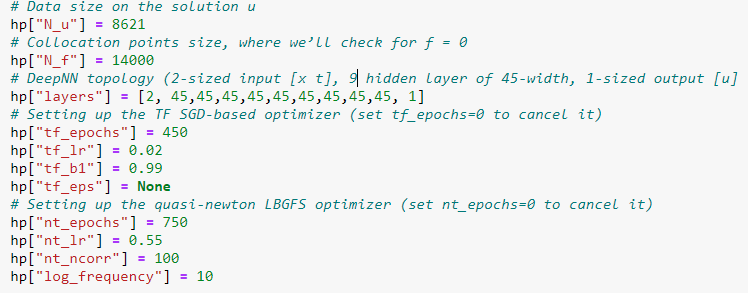 # Data size on the solution u
hp["N_u"] = 8621
# Collocation points size, where we’ll check for f = 0
hp["N_f"] = 14000
# DeepNN topology (2-sized input [x t], 9 hidden layer of 45-width, 1-sized output [u]
hp["layers"] = [2, 45,45,45,45,45,45,45,45,45, 1]
# Setting up the TF SGD-based optimizer (set tf_epochs=0 to cancel it)
hp["tf_epochs"] = 450
hp["tf_lr"] = 0.02
hp["tf_b1"] = 0.99
hp["tf_eps"] = None
# Setting up the quasi-newton LBGFS optimizer (set nt_epochs=0 to cancel it)
hp["nt_epochs"] = 750
hp["nt_lr"] = 0.55
hp["nt_ncorr"] = 100
hp["log_frequency"] = 10